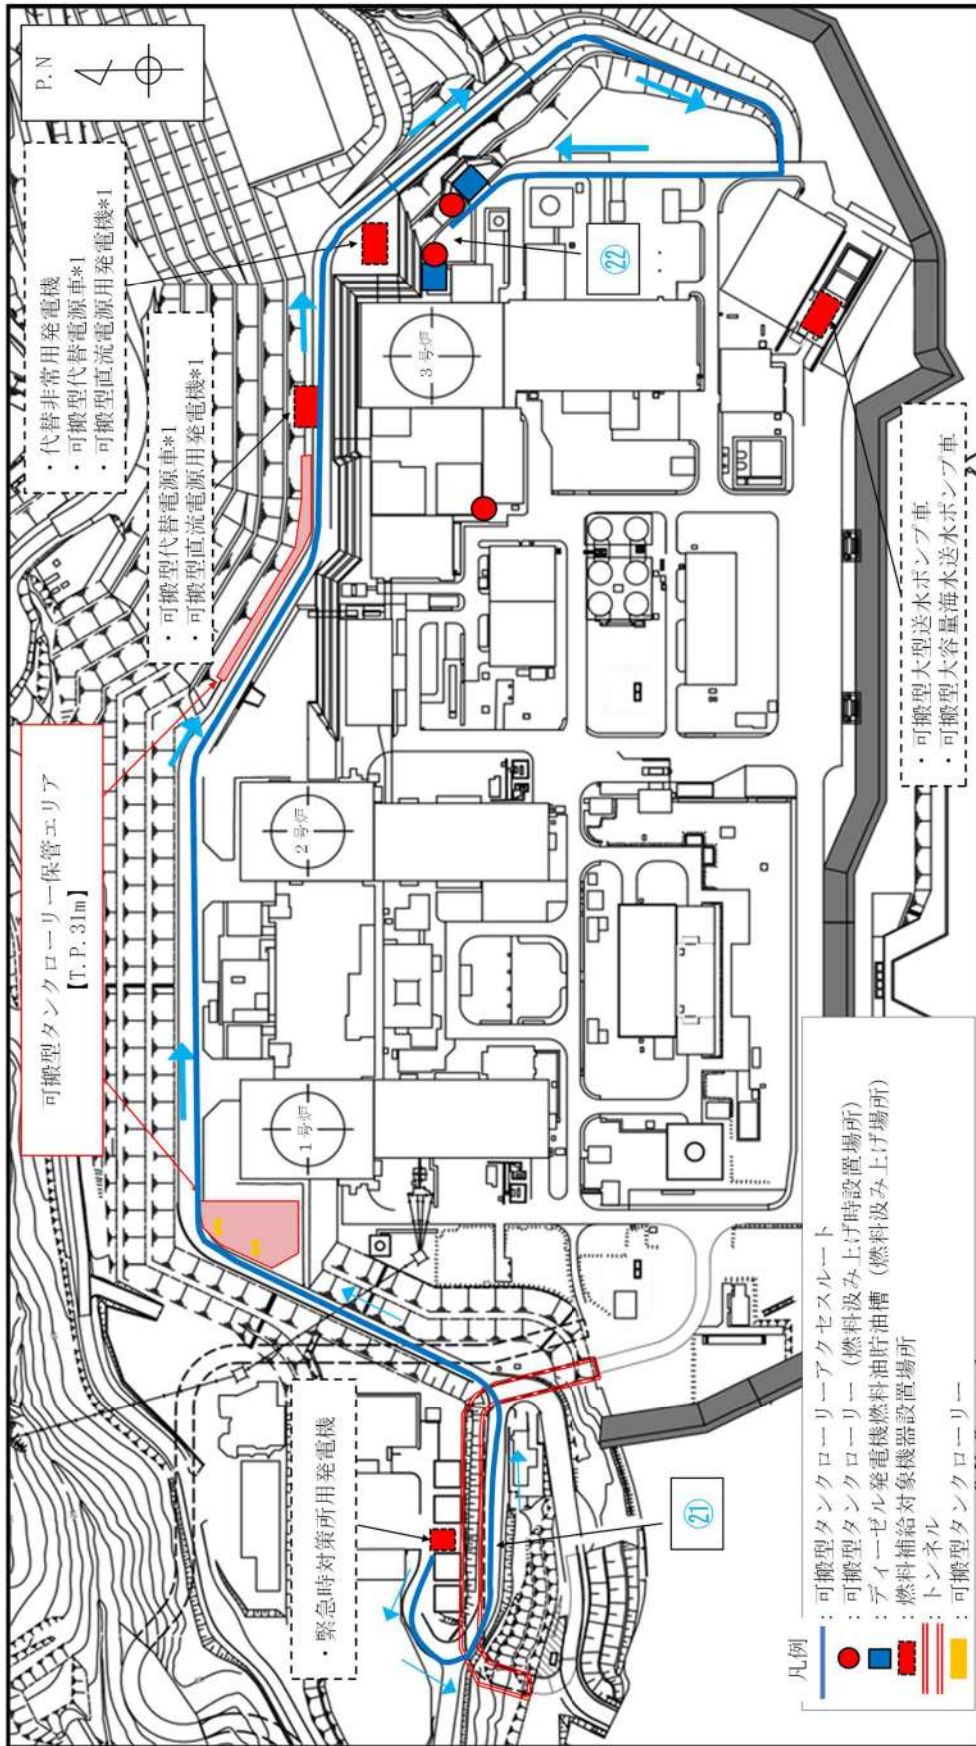 P.N
・代替非常用発電機
・可搬型代替電源車*1
・可搬型直流電源用発電機*1
・可搬型代替電源車*1
・可搬型直流電源用発電機*1
可搬型タンクローリー保管エリア
【T.P.31m】
・緊急時対策所用発電機
3号炉
2号炉
1号炉
㉒
㉑
・可搬型大型送水ポンプ車
・可搬型大容量海水送水ポンプ車
凡例
：可搬型タンクローリーアクセスルート
：可搬型タンクローリー（燃料汲み上げ時設置場所）
：ディーゼル発電機燃料油貯油槽（燃料汲み上げ場所）
：燃料補給対象機器設置場所
：トンネル
：可搬型タンクローリー